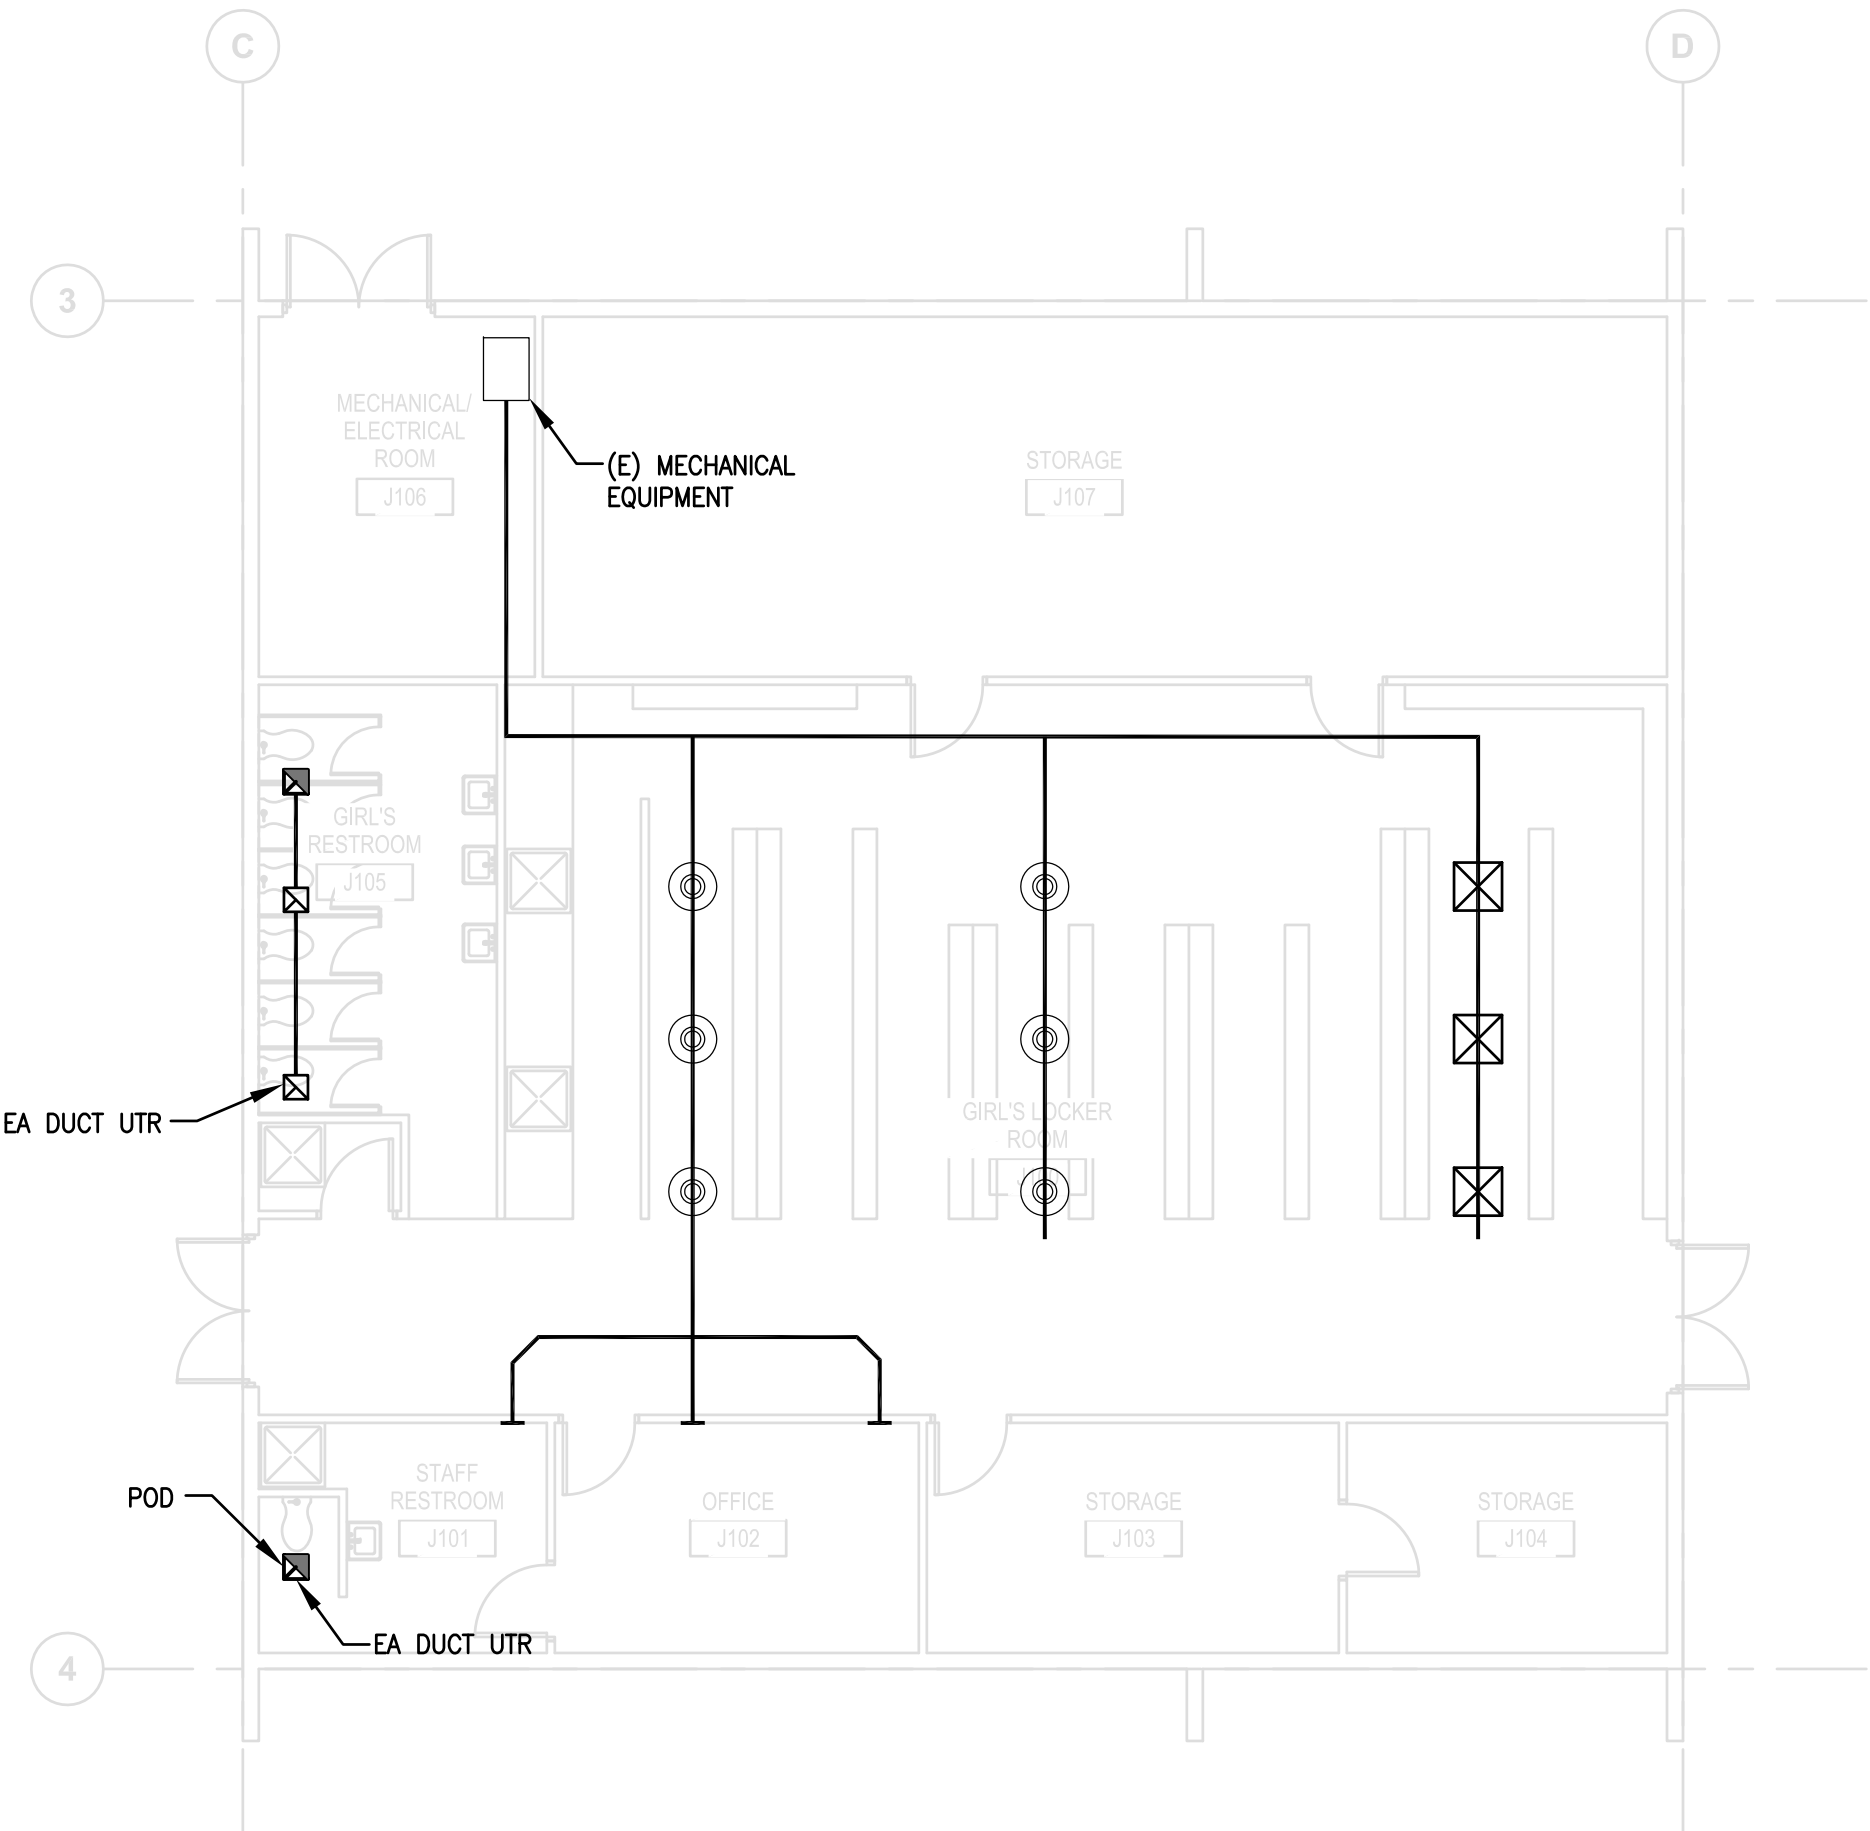 C
D
3
MECHANICAL/
ELECTRICAL
ROOM
J106
(E) MECHANICAL
EQUIPMENT
STORAGE
J107
GIRL'S
RESTROOM
J105
EA DUCT UTR
GIRL'S LOCKER
ROOM
POD
STAFF
RESTROOM
J101
OFFICE
J102
STORAGE
J103
STORAGE
J104
EA DUCT UTR
4